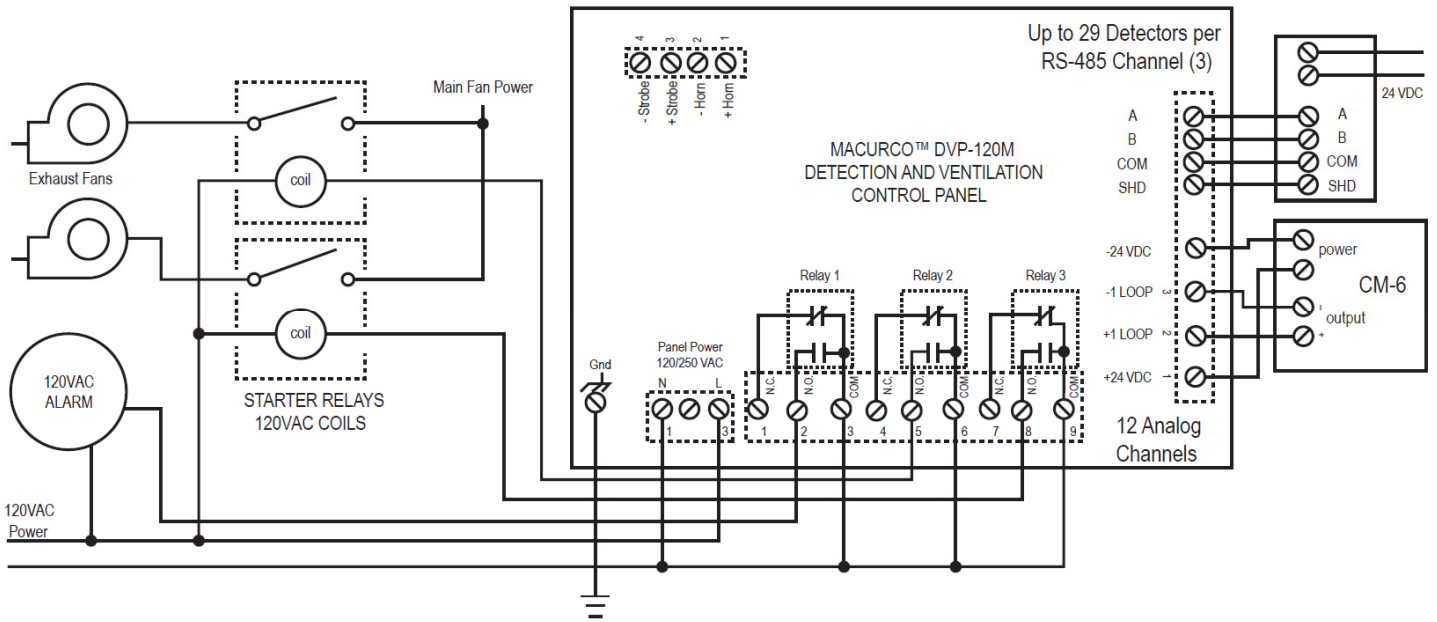 Up to 29 Detectors per
RS-485 Channel (3)
4
3
2
1
- Strobe
+ Strobe
- Horn
+ Horn
24 VDC
Main Fan Power
A
B
COM
SHD
A
B
COM
SHD
MACURCO™ DVP-120M
DETECTION AND VENTILATION
CONTROL PANEL
coil
Exhaust Fans
-24 VDC
-1 LOOP 3
+1 LOOP 2
+24 VDC 1
power
CM-6
- output
+
Relay 1
Relay 2
Relay 3
coil
Panel Power
120/250 VAC
N
L
Gnd
120VAC
ALARM
STARTER RELAYS
120VAC COILS
N.C.
N.O.
COM
N.C.
N.O.
COM
N.C.
N.O.
COM
1
3
1
2
3
4
5
6
7
8
9
12 Analog
Channels
120VAC
Power